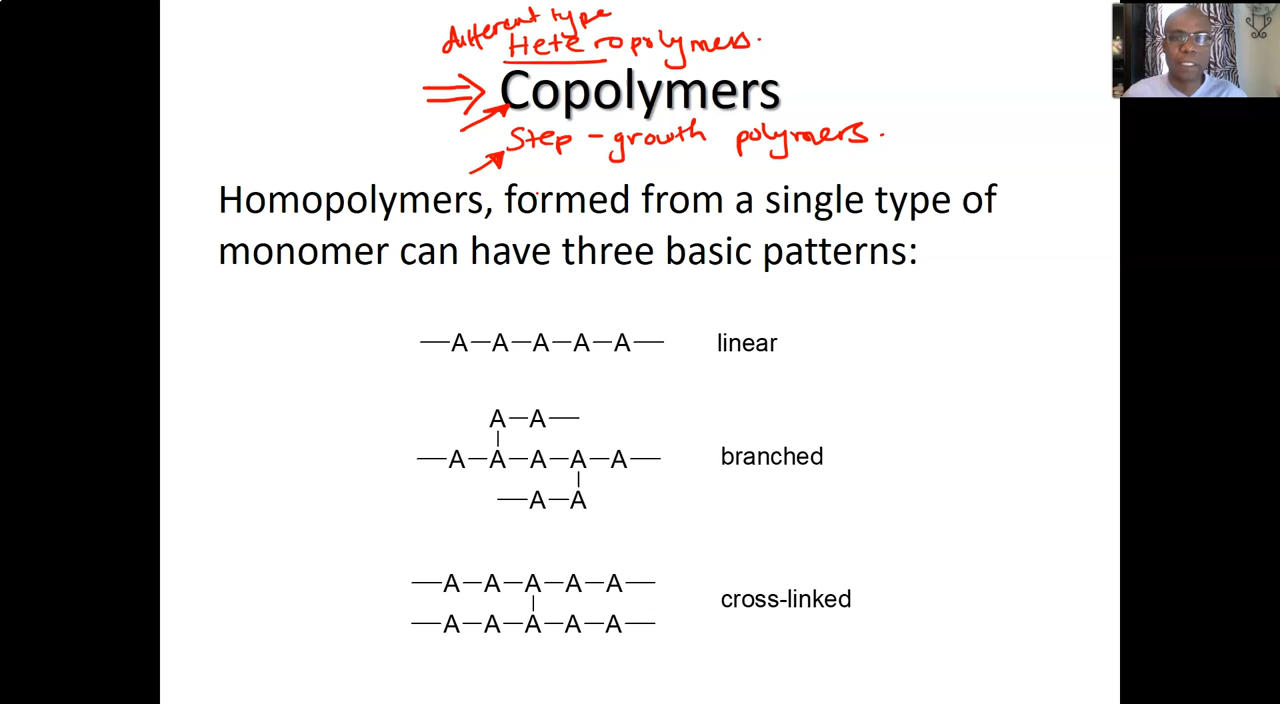 different type
Heteropolymers.
⇒ Copolymers
Step-growth polymers.
Homopolymers, formed from a single type of
monomer can have three basic patterns:
—A—A—A—A—A— linear
A—A—
—A—A—A—A—A— branched
—A—A
—A—A—A—A—A—
cross-linked
—A—A—A—A—A—